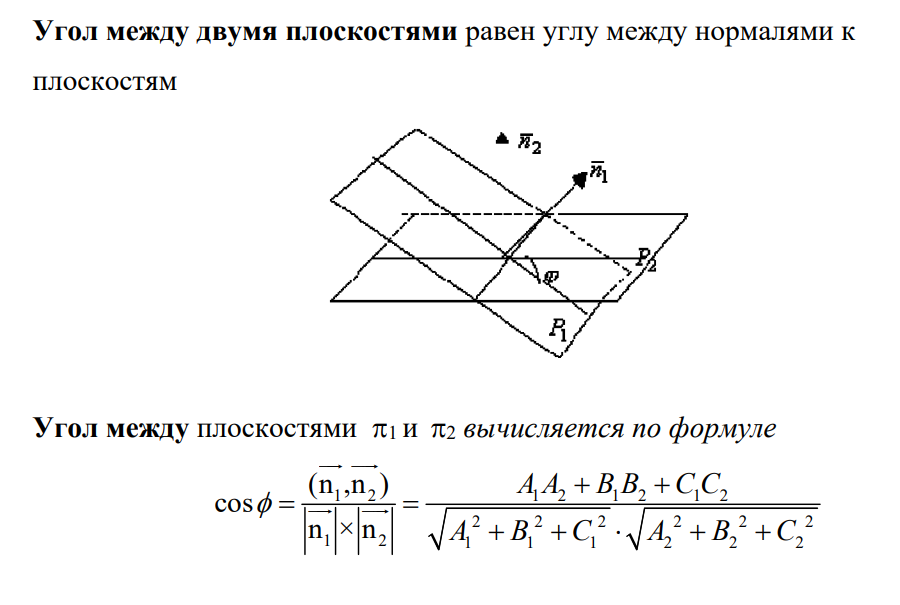 Угол между двумя плоскостями равен углу между нормалями к
плоскостям
n̅₂
n̅₁
P₂
φ
P₁
Угол между плоскостями π1 и π2 вычисляется по формуле
cosϕ = (n₁,n₂) / |n₁|×|n₂| = A₁A₂ + B₁B₂ + C₁C₂ / √A₁² + B₁² + C₁² · √A₂² + B₂² + C₂²